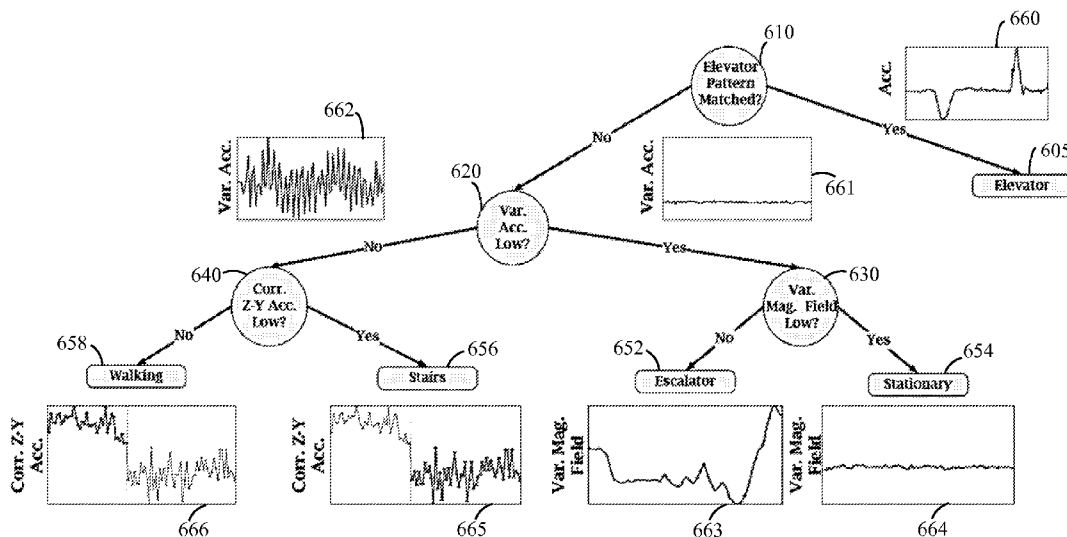 610
Elevator
Pattern
Matched?
660
Acc.
No
Yes
605
Elevator
662
Var. Acc.
620
Var.
Acc.
Low?
Var. Acc.
661
No
Yes
640
Corr.
Z-Y Acc.
Low?
630
Var.
Mag. Field
Low?
No
Yes
No
Yes
658
Walking
656
Stairs
652
Escalator
654
Stationary
Corr. Z-Y
Acc.
666
Corr. Z-Y
Acc.
665
Var. Mag.
Field
663
Var. Mag.
Field
664